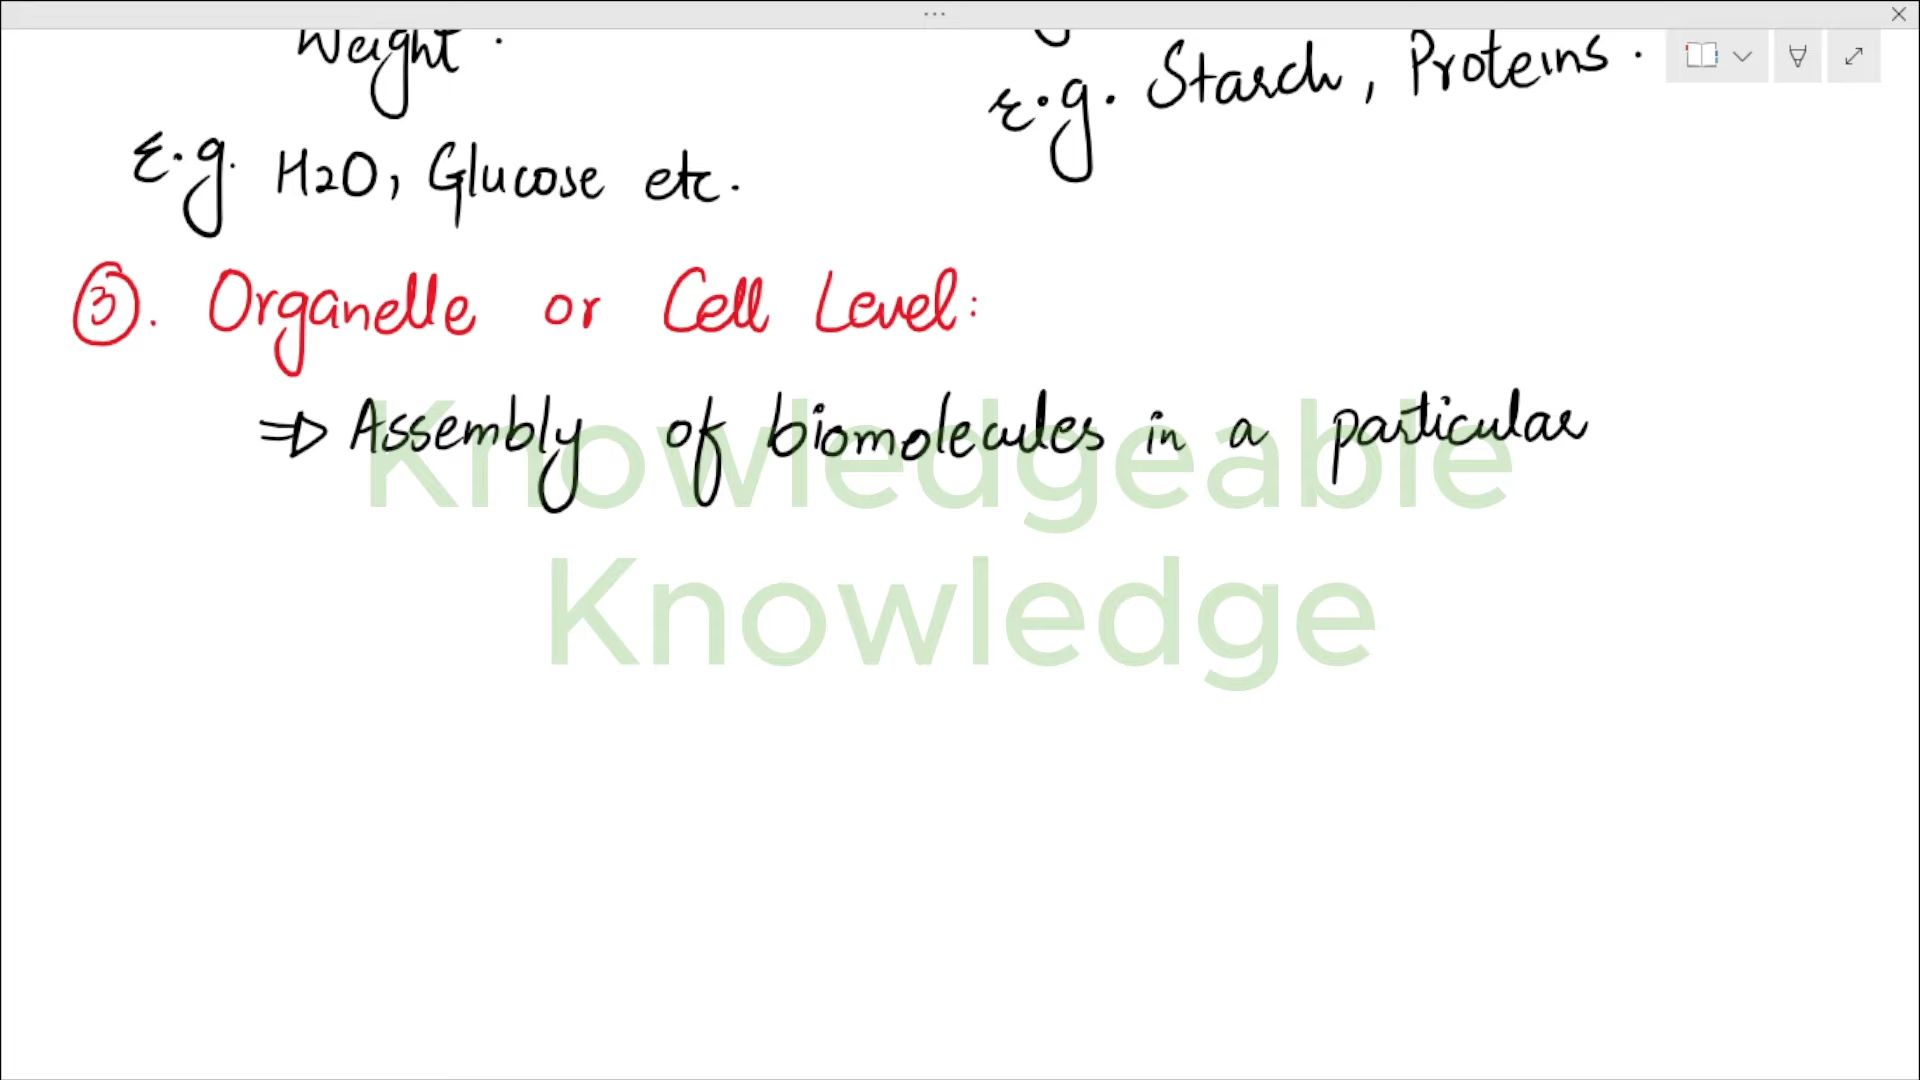 Weight.
E.g. H2O, Glucose etc.
E.g. Starch, Proteins.
3. Organelle or Cell Level:
⇒ Assembly of biomolecules in a particular
Knowledgeable
Knowledge